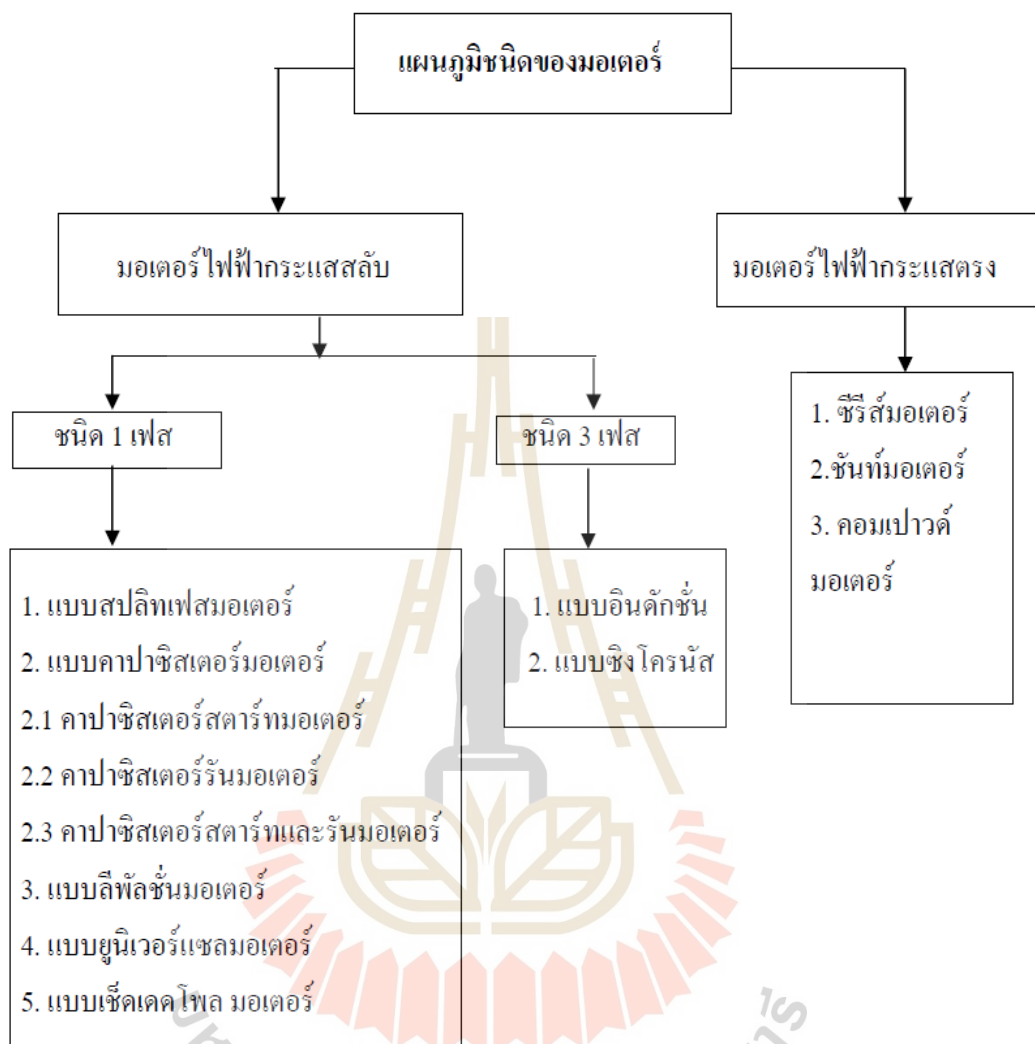 แผนภูมิชนิดของมอเตอร์
มอเตอร์ไฟฟ้ากระแสสลับ
มอเตอร์ไฟฟ้ากระแสตรง
ชนิด 1 เฟส
ชนิด 3 เฟส
1. ซีรีส์มอเตอร์
2.ชันท์มอเตอร์
3. คอมเปาวด์
มอเตอร์
1. แบบสปลิทเฟสมอเตอร์
2. แบบคาปาซิสเตอร์มอเตอร์
2.1 คาปาซิสเตอร์สตาร์ทมอเตอร์
2.2 คาปาซิสเตอร์รันมอเตอร์
2.3 คาปาซิสเตอร์สตาร์ทและรันมอเตอร์
3. แบบลีพัลชั่นมอเตอร์
4. แบบยูนิเวอร์แซลมอเตอร์
5. แบบเช็ดเดดโพล มอเตอร์
1. แบบอินดักชั่น
2. แบบซิงโครนัส